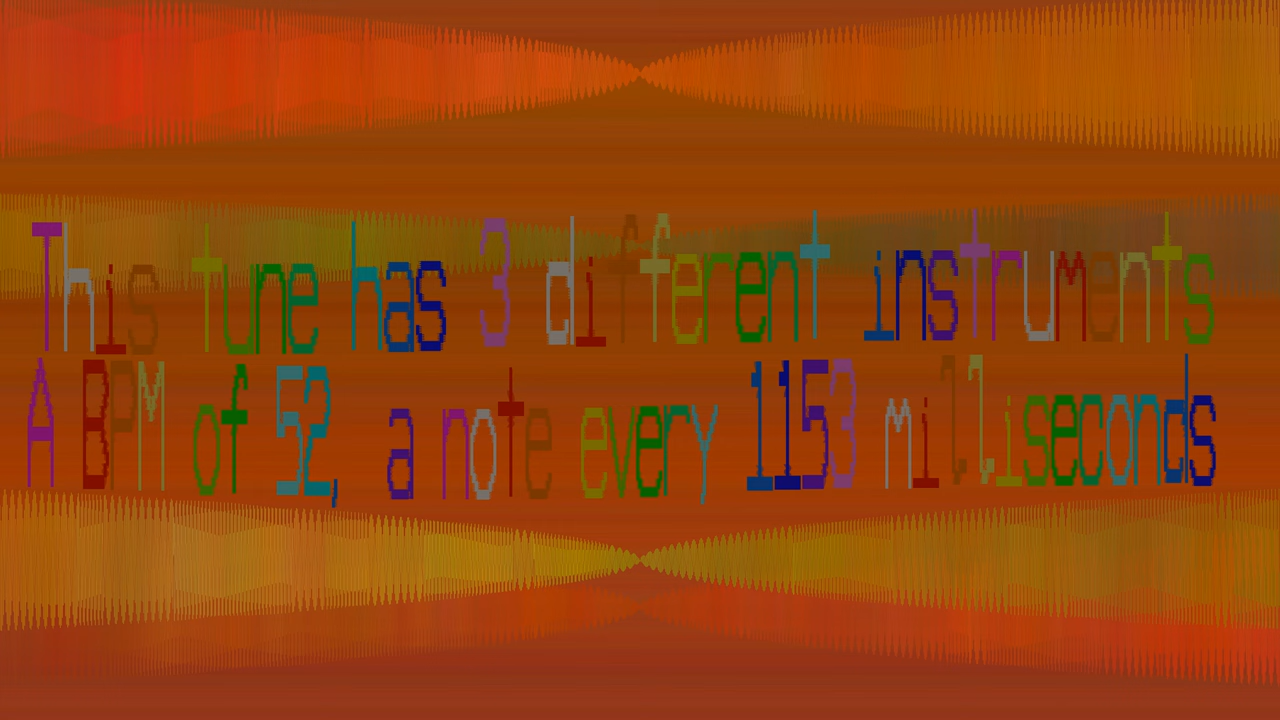 This tune has 3 different instruments
A BPM of 52, a note every 1153 milliseconds